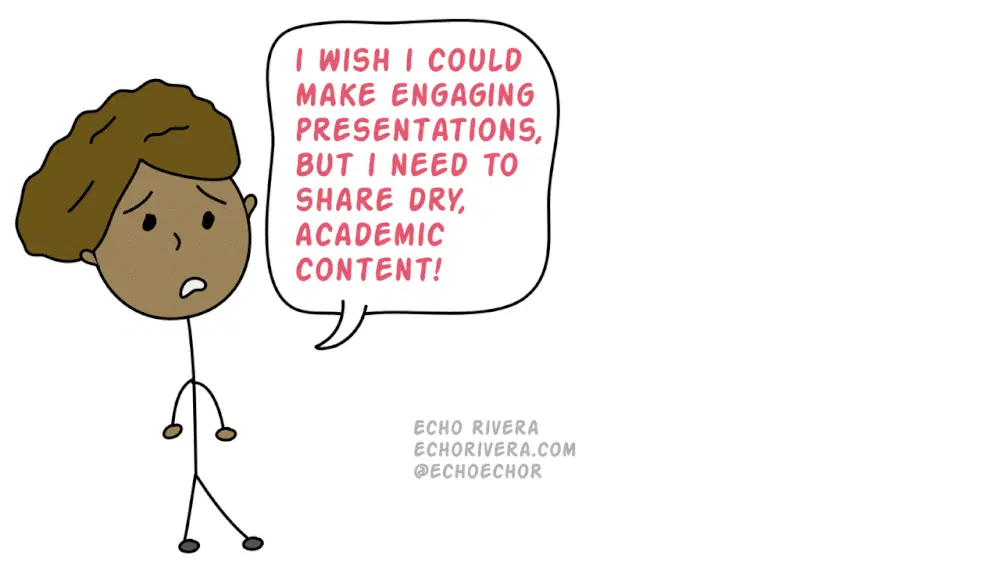 I WISH I COULD
MAKE ENGAGING
PRESENTATIONS,
BUT I NEED TO
SHARE DRY,
ACADEMIC
CONTENT!
ECHO RIVERA
ECHORIVERA.COM
@ECHOECHOR